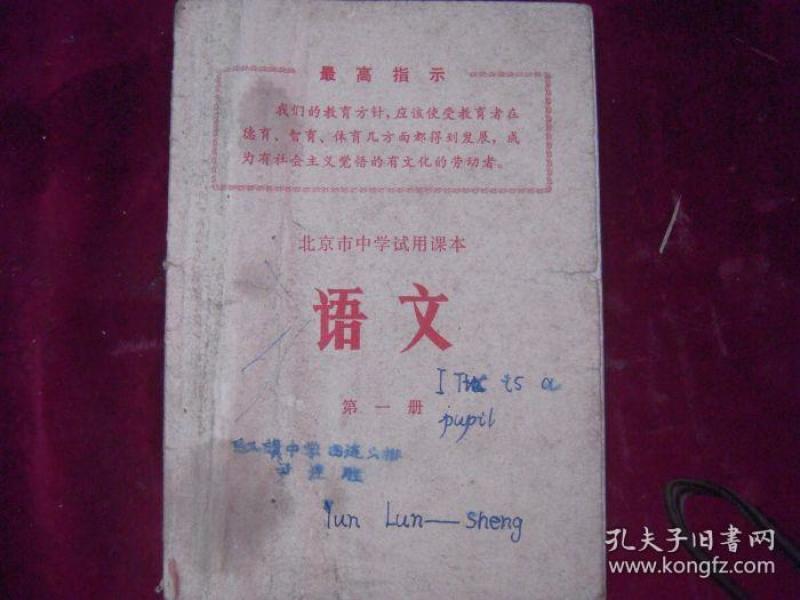 最高指示
我们的教育方针，应该使受教育者在
德育、智育、体育几方面都得到发展，成
为有社会主义觉悟的有文化的劳动者。
北京市中学试用课本
语文
第一册
I is a
pupil
中学
Yun Lun—sheng
孔夫子旧书网
www.kongfz.com